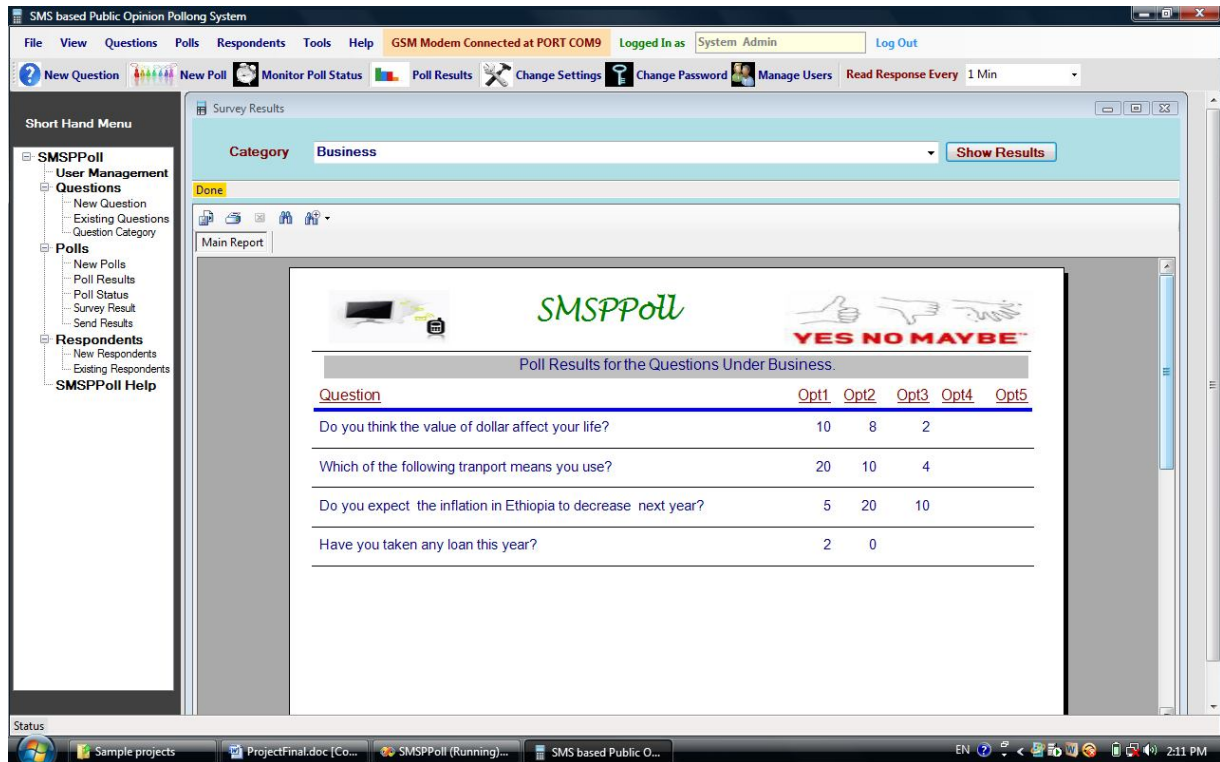 SMS based Public Opinion Pollong System
File View Questions Polls Respondents Tools Help GSM Modem Connected at PORT COM9 Logged In as System Admin Log Out
New Question New Poll Monitor Poll Status Poll Results Change Settings Change Password Manage Users Read Response Every 1 Min
Short Hand Menu
SMSPPoll
User Management
Questions
New Question
Existing Questions
Question Category
Polls
New Polls
Poll Results
Poll Status
Survey Result
Send Results
Respondents
New Respondents
Existing Respondents
SMSPPoll Help
Survey Results
Category Business Show Results
Done
Main Report
SMSPPoll
YES NO MAYBE™
Poll Results for the Questions Under Business.
Question Opt1 Opt2 Opt3 Opt4 Opt5
Do you think the value of dollar affect your life? 10 8 2
Which of the following tranport means you use? 20 10 4
Do you expect the inflation in Ethiopia to decrease next year? 5 20 10
Have you taken any loan this year? 2 0
Status
Sample projects ProjectFinal.doc [Co... SMSPPoll (Running)... SMS based Public O... EN 2:11 PM